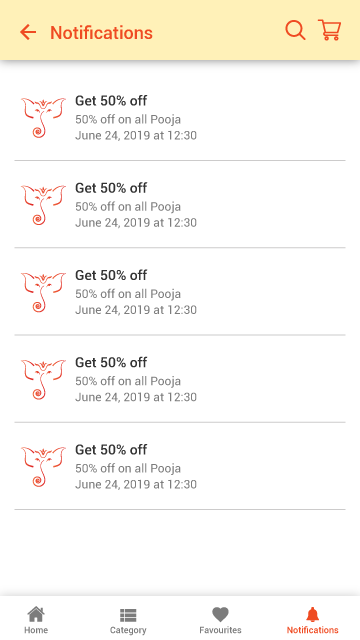 Notifications
Get 50% off
50% off on all Pooja
June 24, 2019 at 12:30
Get 50% off
50% off on all Pooja
June 24, 2019 at 12:30
Get 50% off
50% off on all Pooja
June 24, 2019 at 12:30
Get 50% off
50% off on all Pooja
June 24, 2019 at 12:30
Get 50% off
50% off on all Pooja
June 24, 2019 at 12:30
Home Category Favourites Notifications